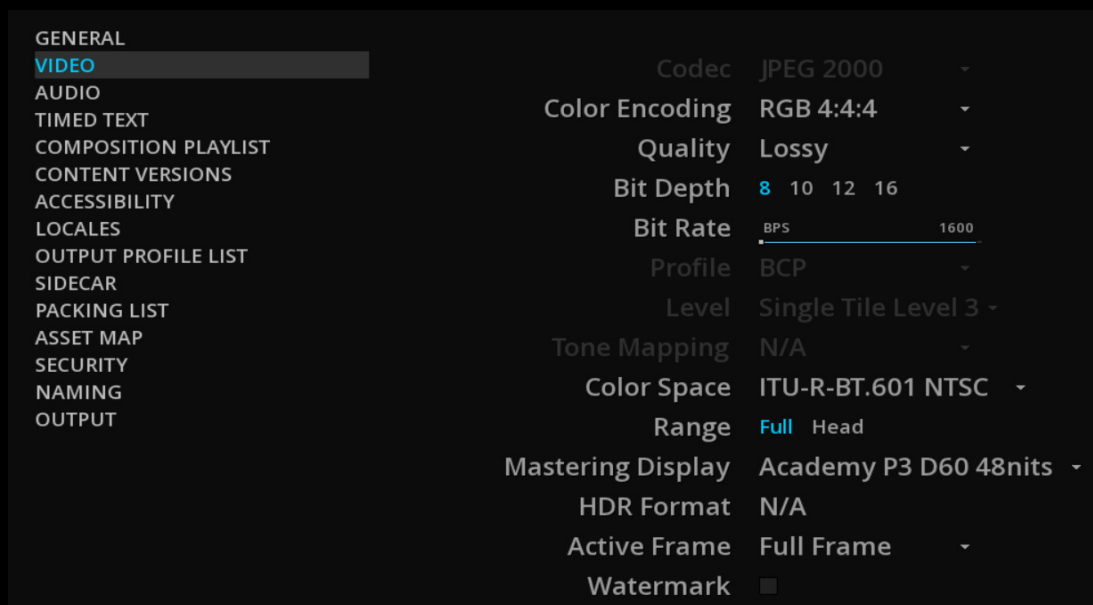 GENERAL
VIDEO
AUDIO
TIMED TEXT
COMPOSITION PLAYLIST
CONTENT VERSIONS
ACCESSIBILITY
LOCALES
OUTPUT PROFILE LIST
SIDECAR
PACKING LIST
ASSET MAP
SECURITY
NAMING
OUTPUT
Codec JPEG 2000
Color Encoding RGB 4:4:4
Quality Lossy
Bit Depth 8 10 12 16
Bit Rate BPS 1600
Profile BCP
Level Single Tile Level 3
Tone Mapping N/A
Color Space ITU-R-BT.601 NTSC
Range Full Head
Mastering Display Academy P3 D60 48nits
HDR Format N/A
Active Frame Full Frame
Watermark